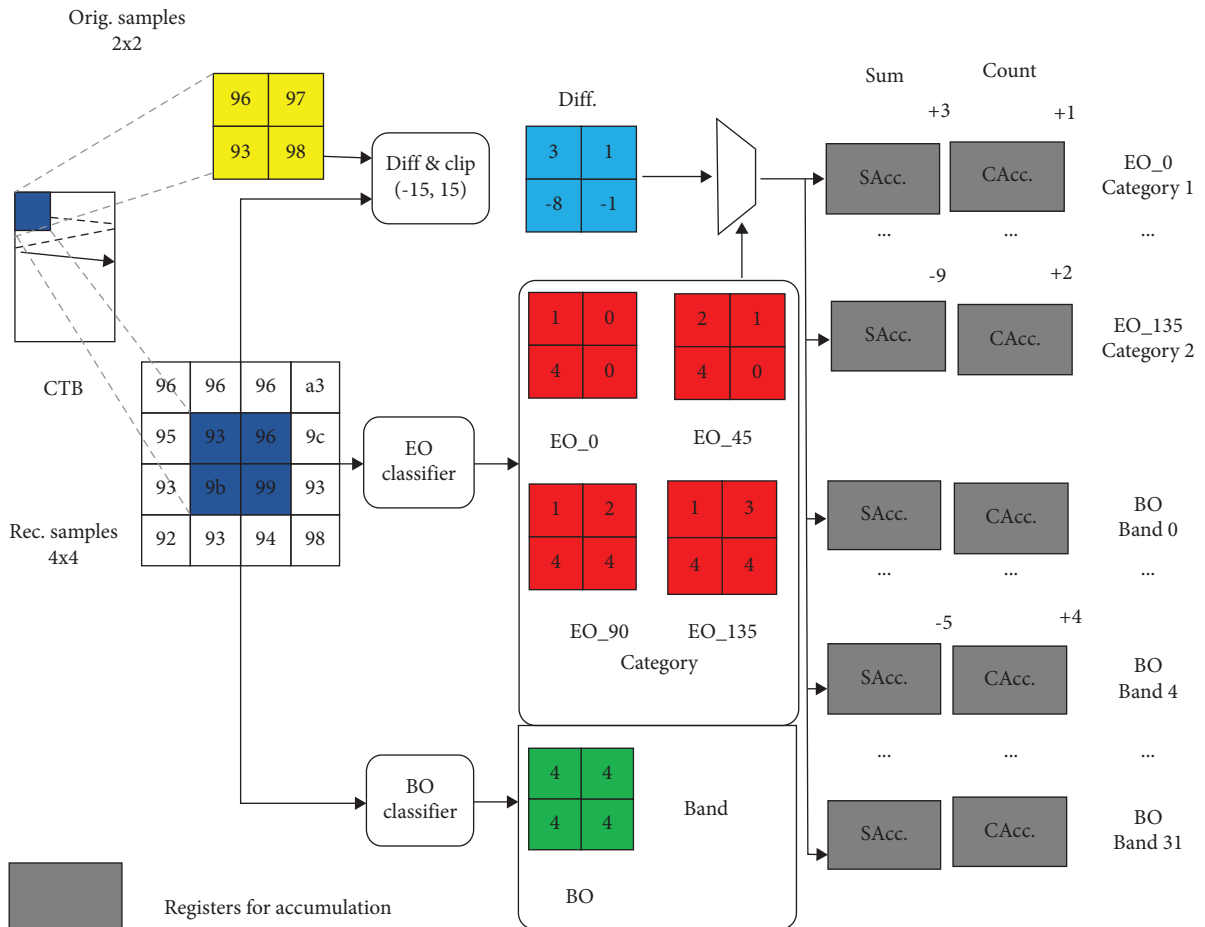 Orig. samples
2x2
96 97
93 98
Diff & clip
(-15, 15)
Diff.
3 1
-8 -1
Sum Count
+3 +1
SAcc. CAcc.
EO_0
Category 1
... ... ...
-9 +2
SAcc. CAcc.
EO_135
Category 2
CTB
96 96 96 a3
95 93 96 9c
93 9b 99 93
92 93 94 98
Rec. samples
4x4
EO
classifier
1 0
4 0
EO_0
2 1
4 0
EO_45
1 2
4 4
EO_90
1 3
4 4
EO_135
Category
SAcc. CAcc.
BO
Band 0
... ... ...
-5 +4
SAcc. CAcc.
BO
Band 4
... ... ...
BO
classifier
4 4
4 4
BO
Band
SAcc. CAcc.
BO
Band 31
Registers for accumulation